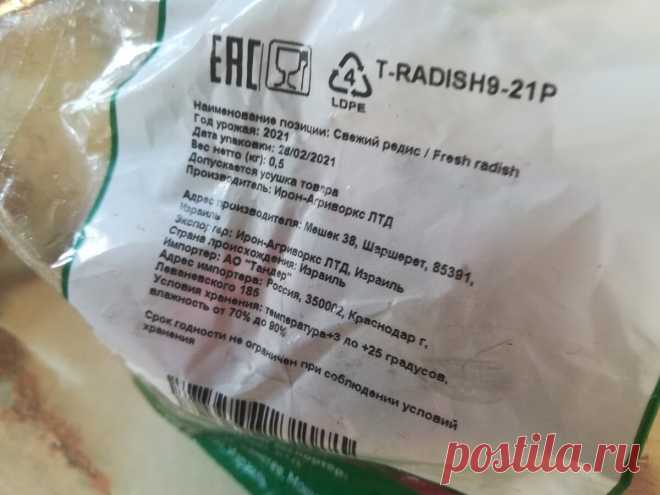 EAC
4
LDPE
T-RADISH9-21P
Наименование позиции: Свежий редис / Fresh radish
Год урожая: 2021
Дата упаковки: 28/02/2021
Вес нетто (кг): 0,5
Допускается усушка товара
Производитель: Ирон-Агриворкс ЛТД
Адрес производителя: Мешек 38, Шэршерет, 85391,
Израиль
Экспортер: Ирон-Агриворкс ЛТД, Израиль
Страна происхождения: Израиль
Импортер: АО "Тандер"
Адрес импортера: Россия, 350002, Краснодар г,
Леваневского 185
Условия хранения: температура+3 ло +25 градусов,
влажность от 70% до 90%
Срок годности не ограничен при соблюдении условий
хранения
postila.ru